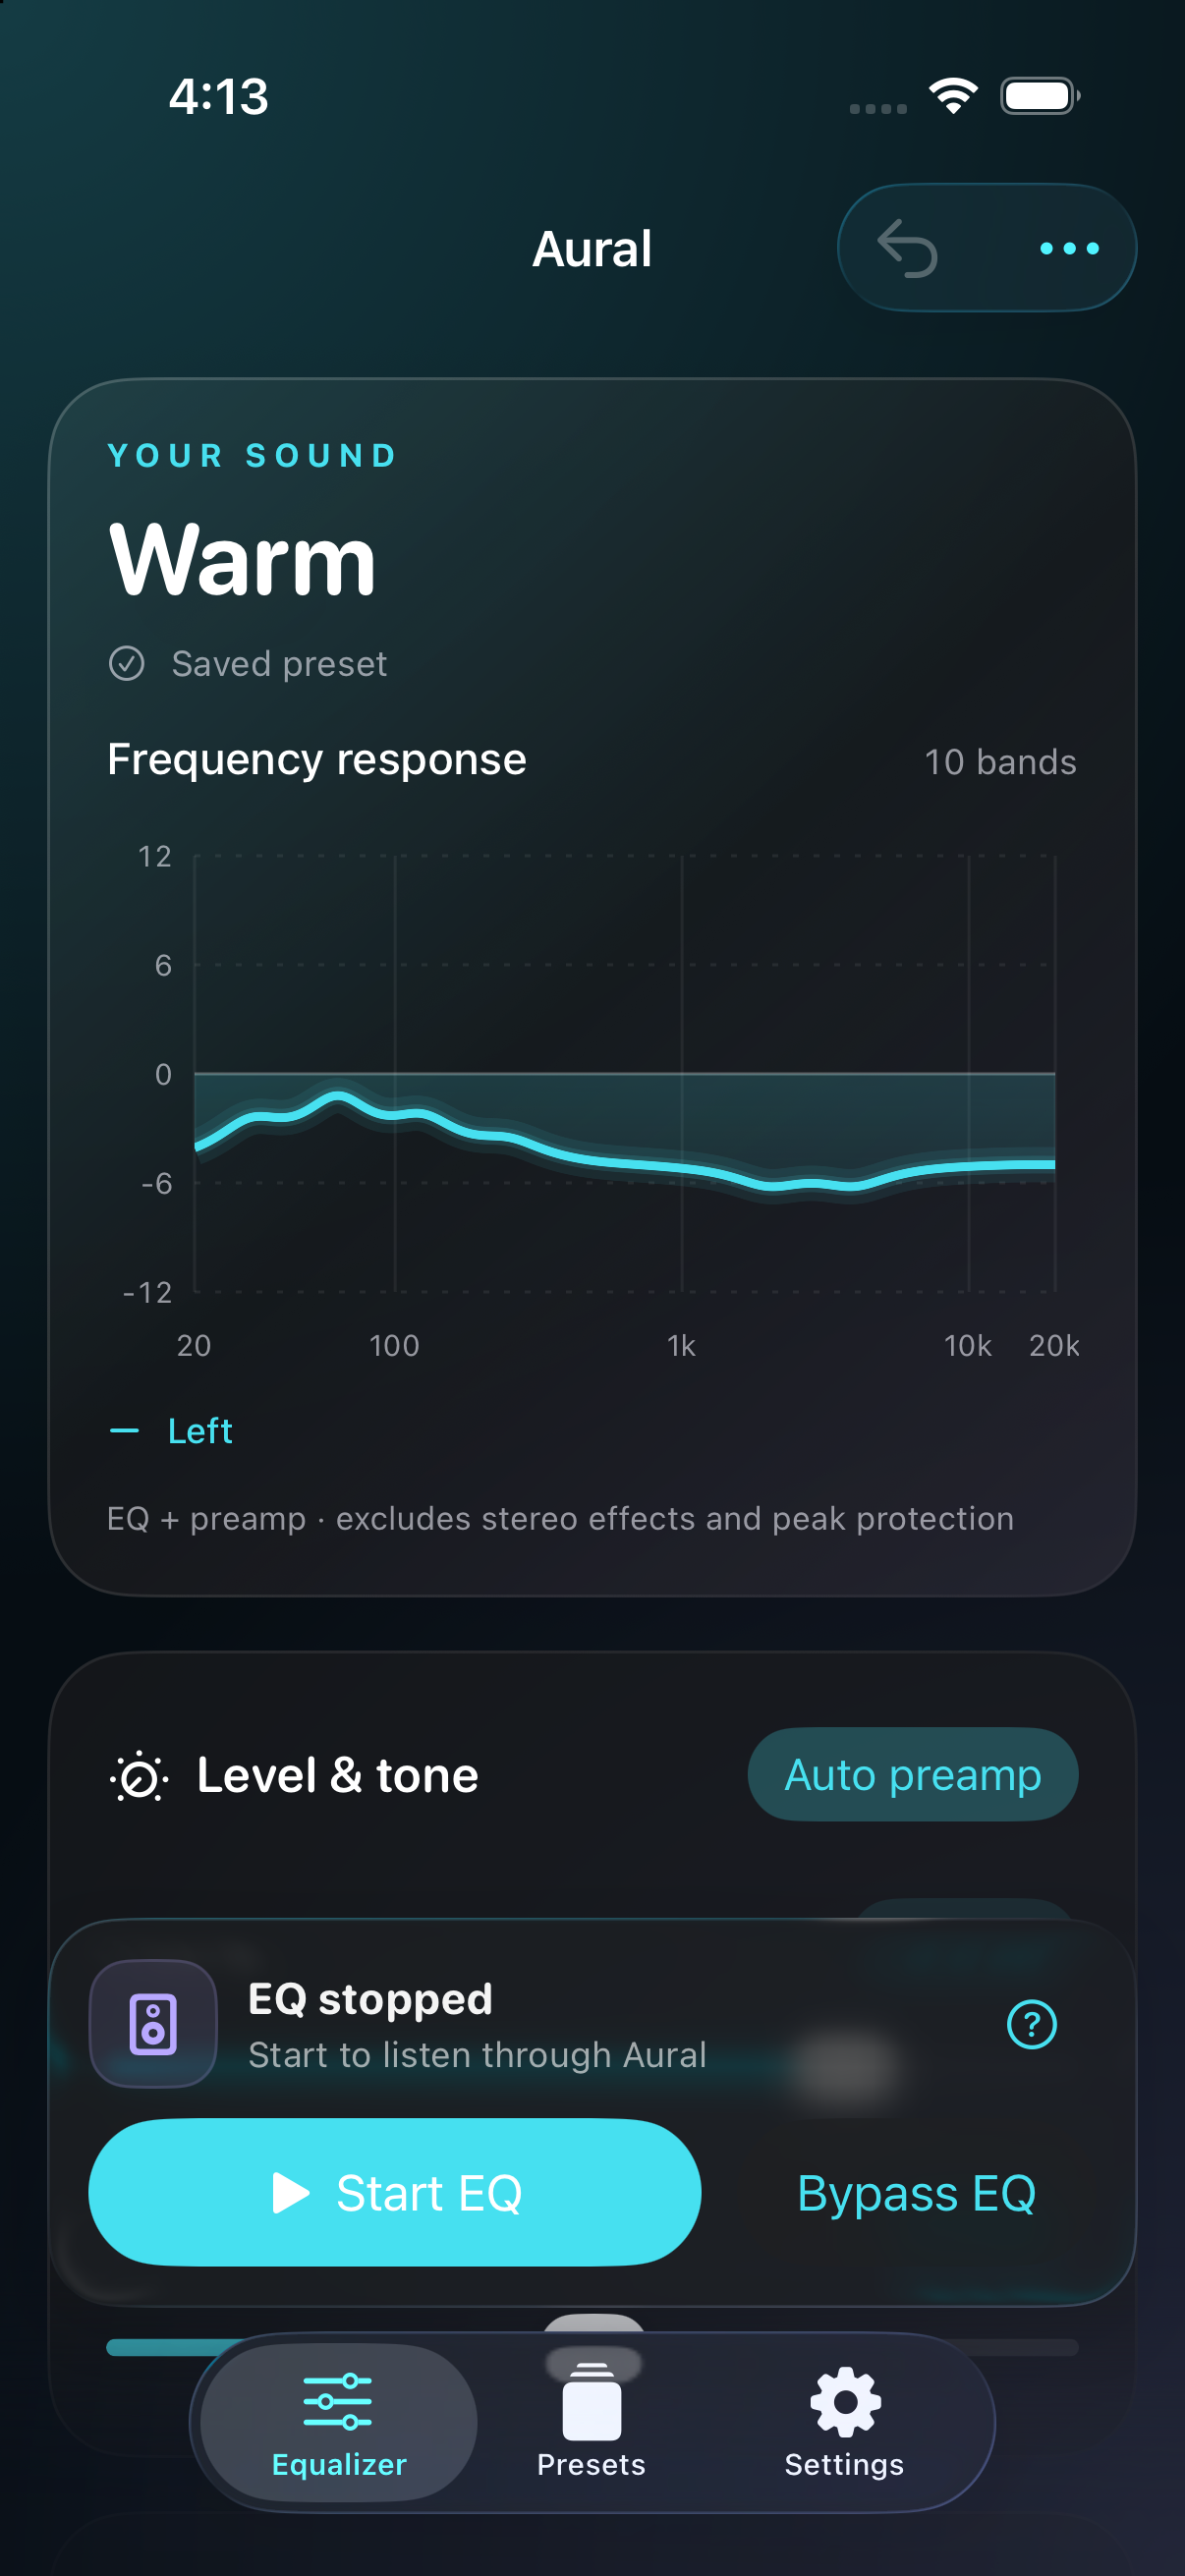 4:13
Aural
YOUR SOUND
Warm
Saved preset
Frequency response
10 bands
12
6
0
-6
-12
20
100
1k
10k
20k
Left
EQ + preamp · excludes stereo effects and peak protection
Level & tone
Auto preamp
EQ stopped
Start to listen through Aural
?
Start EQ
Bypass EQ
Equalizer
Presets
Settings